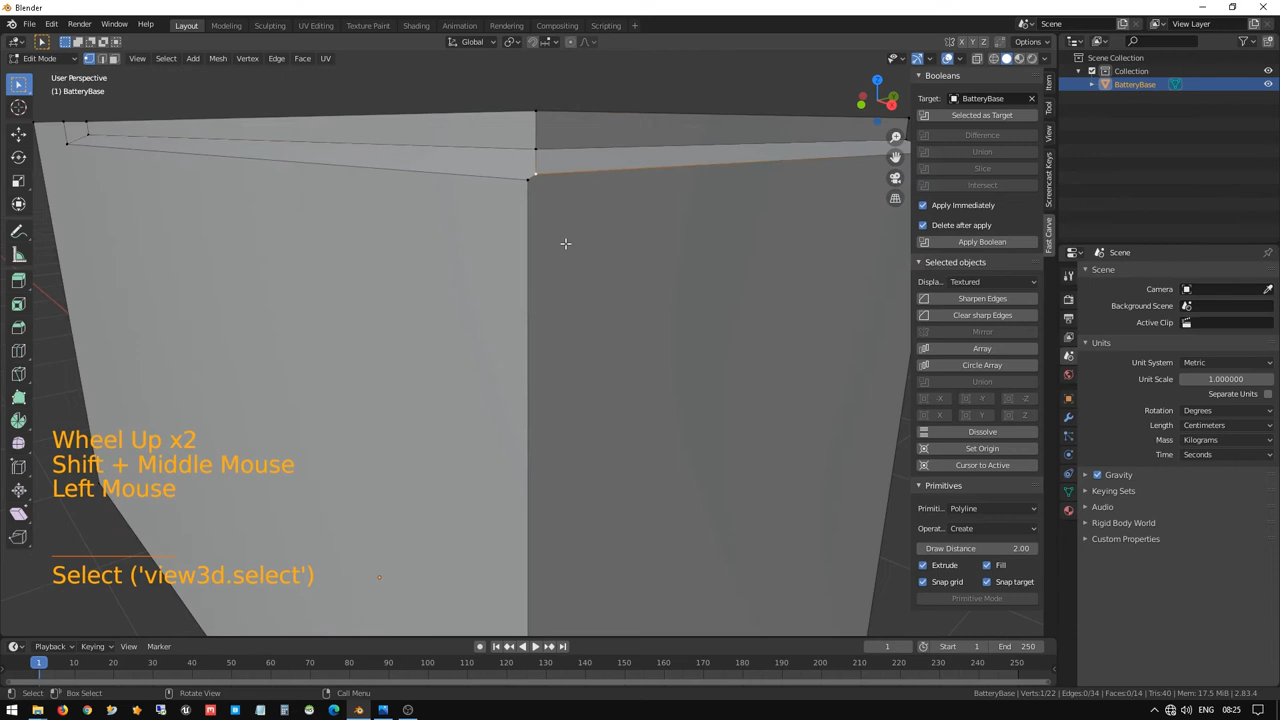 Blender
File Edit Render Window Help
Layout Modeling Sculpting UV Editing Texture Paint Shading Animation Rendering Compositing Scripting +
Scene View Layer
Global X Y Z Options
Edit Mode View Select Add Mesh Vertex Edge Face UV
User Perspective
(1) BatteryBase
Z
X
Scene Collection
Collection
BatteryBase
Booleans
Target: BatteryBase
Selected as Target
Difference
Union
Slice
Intersect
Apply Immediately
Delete after apply
Apply Boolean
Selected objects
Displa... Textured
Sharpen Edges
Clear sharp Edges
Mirror
Array
Circle Array
Union
-X -Y -Z
X Y Z
Dissolve
Set Origin
Cursor to Active
Primitives
Primiti... Polyline
Operat... Create
Draw Distance 2.00
Extrude Fill
Snap grid Snap target
Primitive Mode
Item
Tool
View
Screencast Keys
Fast Carve
Scene
Scene
Camera
Background Scene
Active Clip
Units
Unit System Metric
Unit Scale 1.000000
Separate Units
Rotation Degrees
Length Centimeters
Mass Kilograms
Time Seconds
Gravity
Keying Sets
Audio
Rigid Body World
Custom Properties
Wheel Up x2
Shift + Middle Mouse
Left Mouse
Select ('view3d.select')
Playback Keying View Marker 1 Start 1 End 250
1 10 20 30 40 50 60 70 80 90 100 110 120 130 140 150 160 170 180 190 200 210 220 230 240 250
Select Box Select Rotate View Call Menu BatteryBase | Verts:1/22 | Edges:0/34 | Faces:0/14 | Tris:40 | Mem: 17.5 MiB | 2.83.4
ENG 08:25